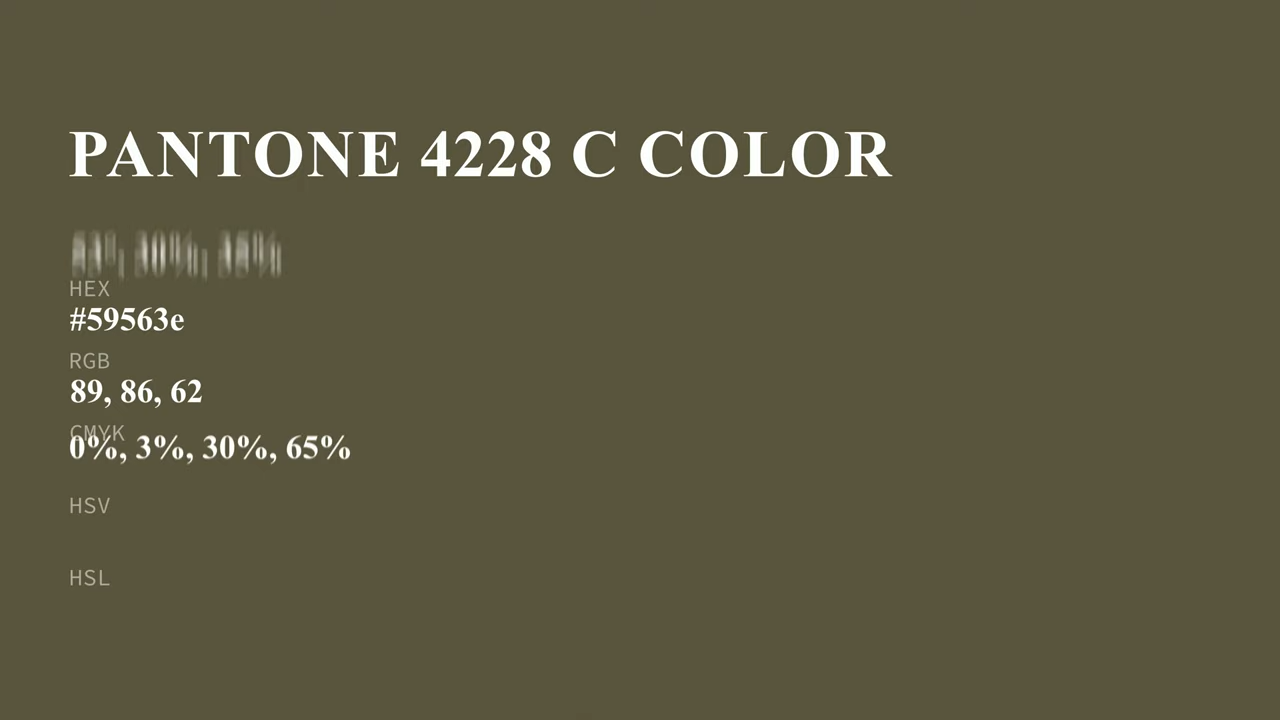 PANTONE 4228 C COLOR
HEX
#59563e
RGB
89, 86, 62
CMYK
0%, 3%, 30%, 65%
HSV
HSL